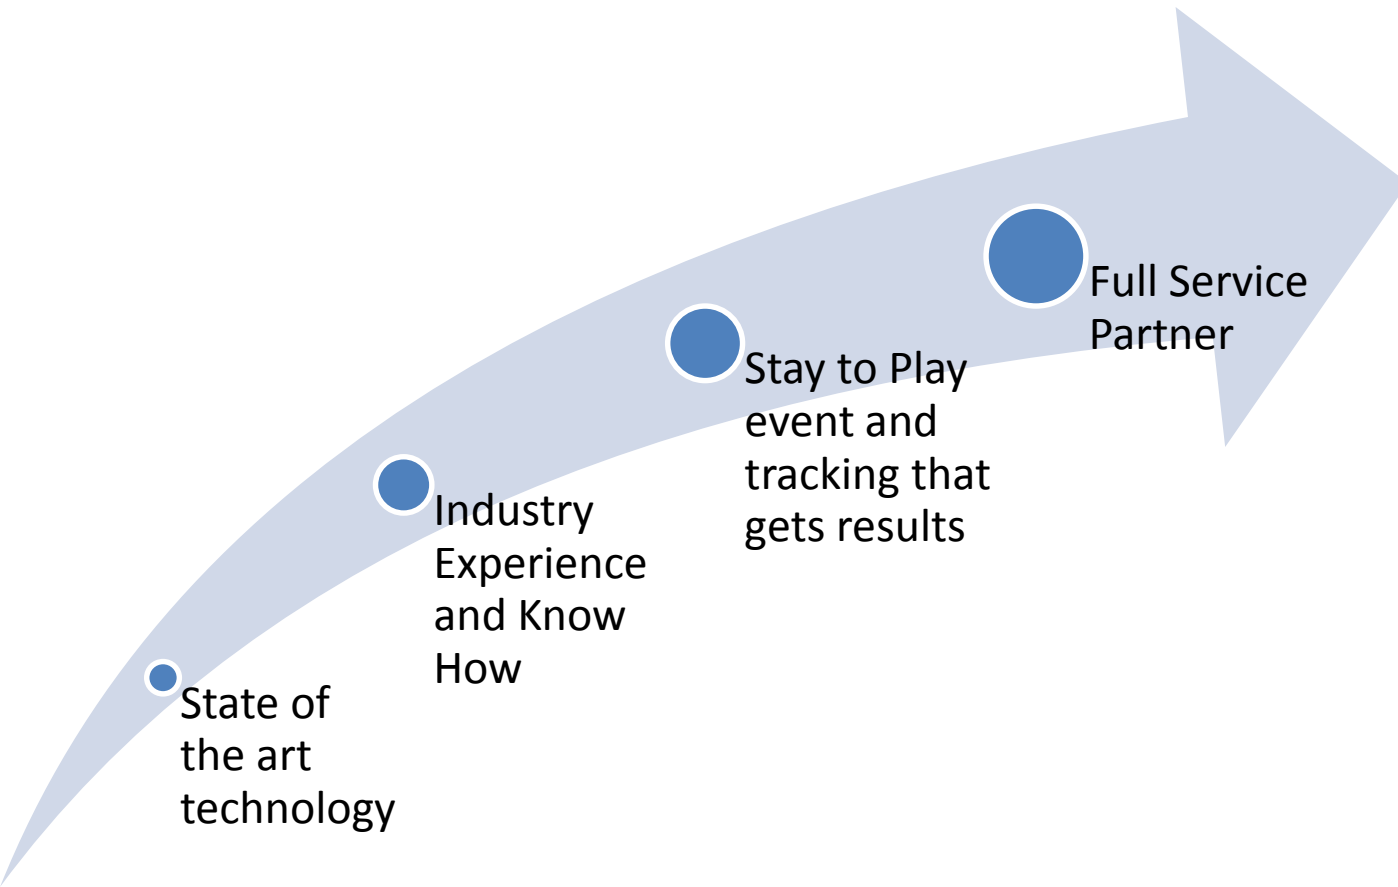 State of
the art
technology
Industry
Experience
and Know
How
Stay to Play
event and
tracking that
gets results
Full Service
Partner